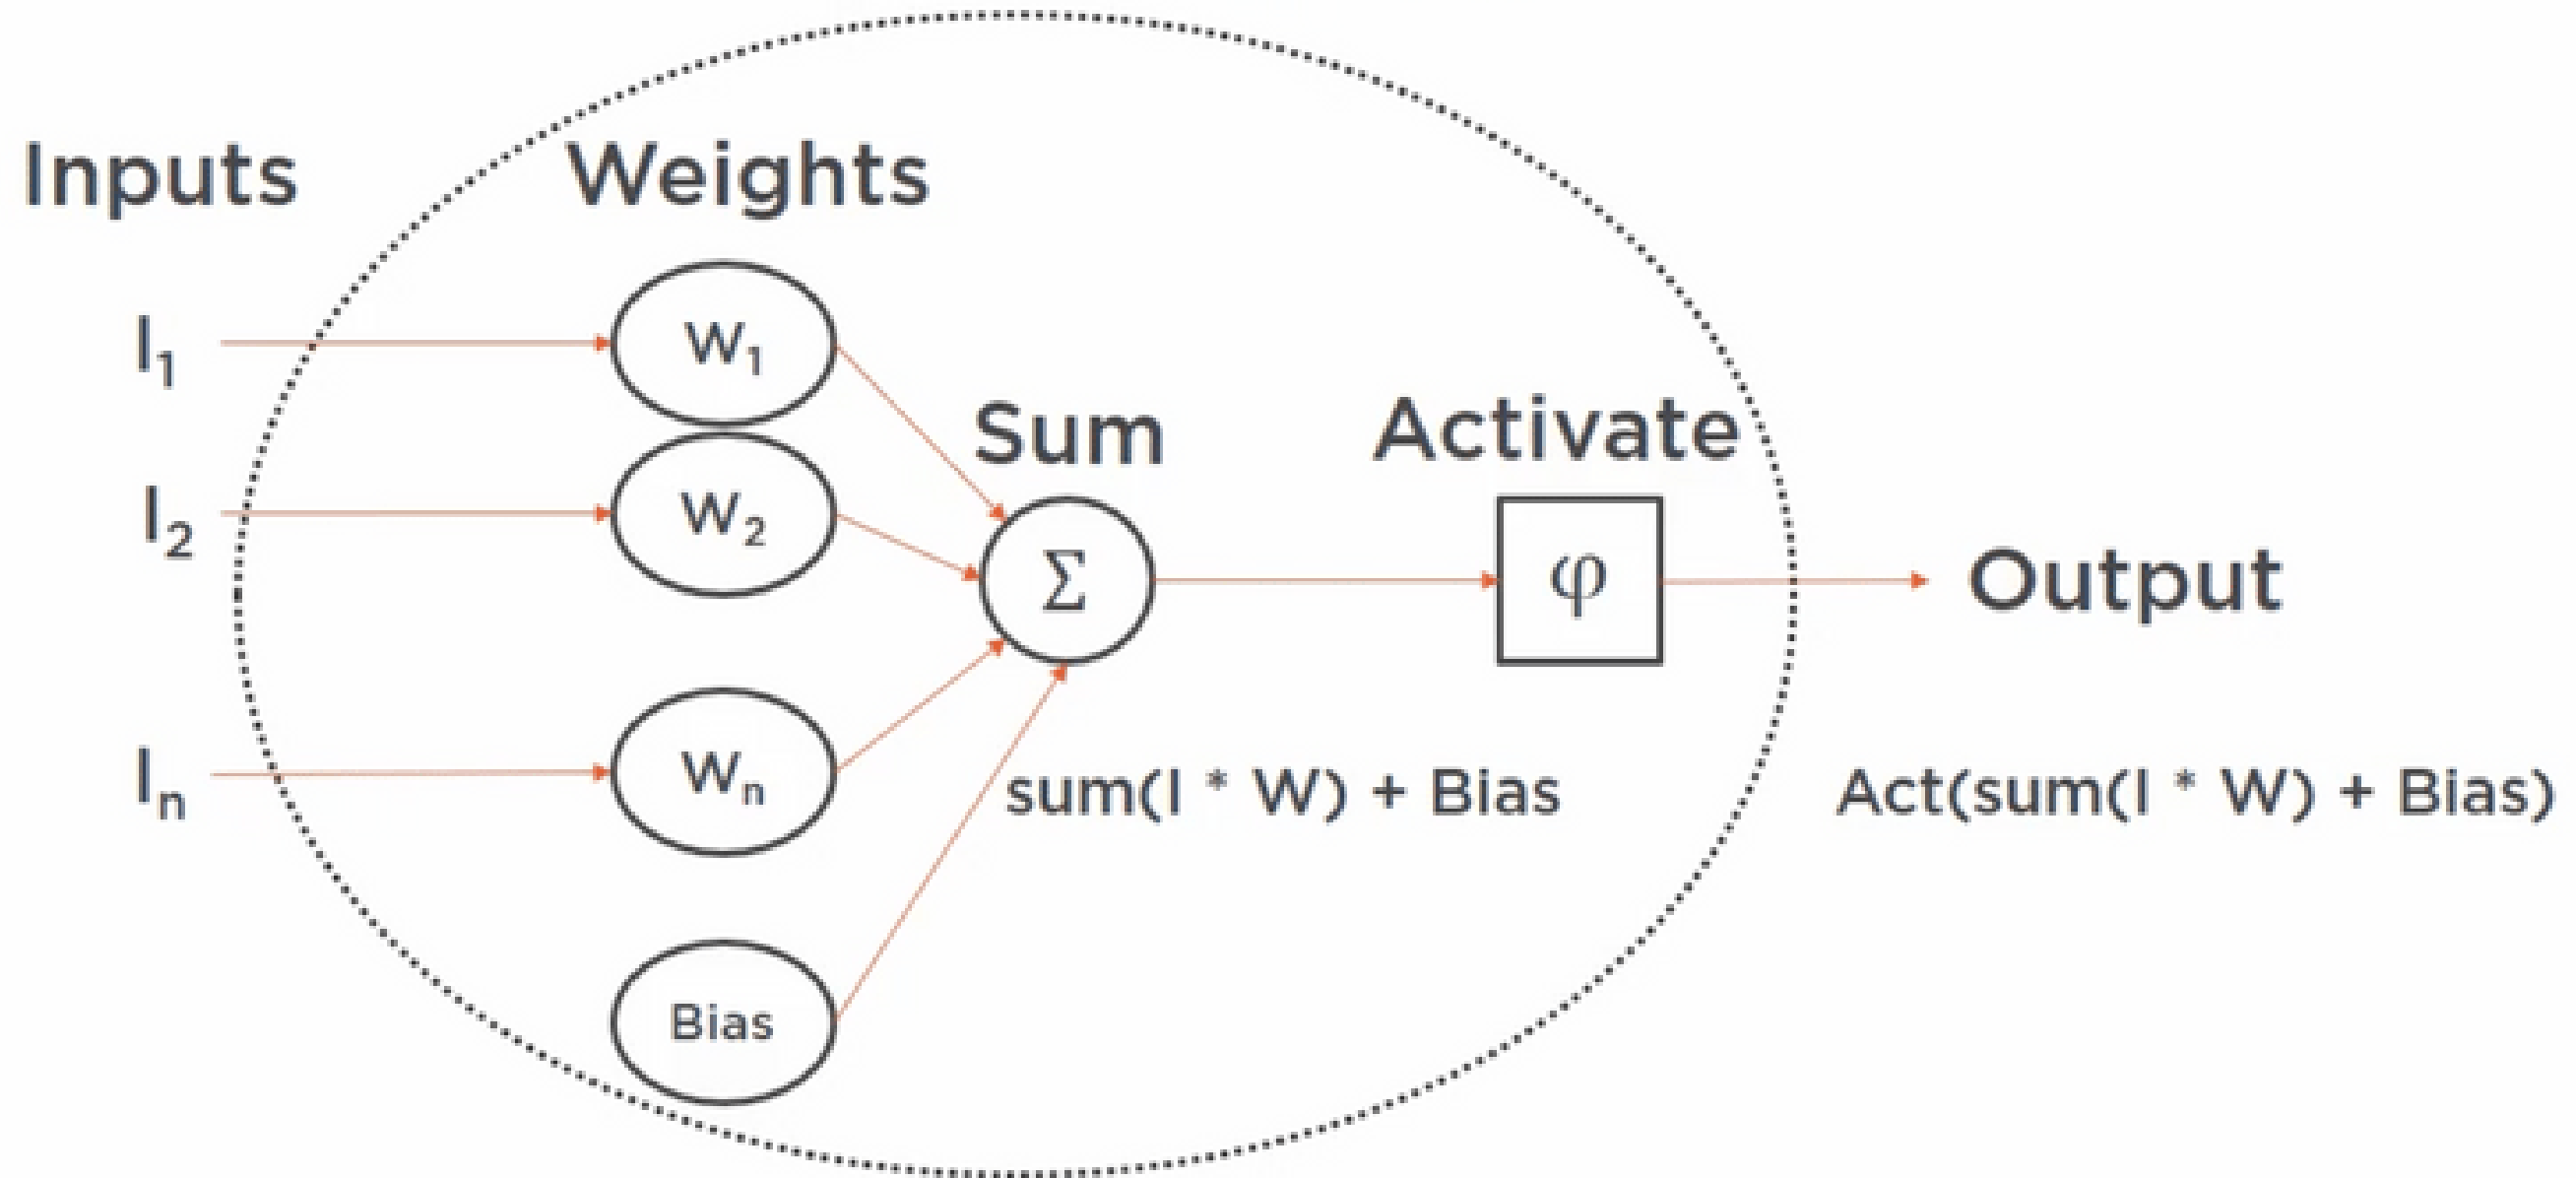 Inputs
Weights
I₁
W₁
Sum
Activate
I₂
W₂
Σ
φ
Output
Iₙ
Wₙ
sum(I * W) + Bias
Act(sum(I * W) + Bias)
Bias